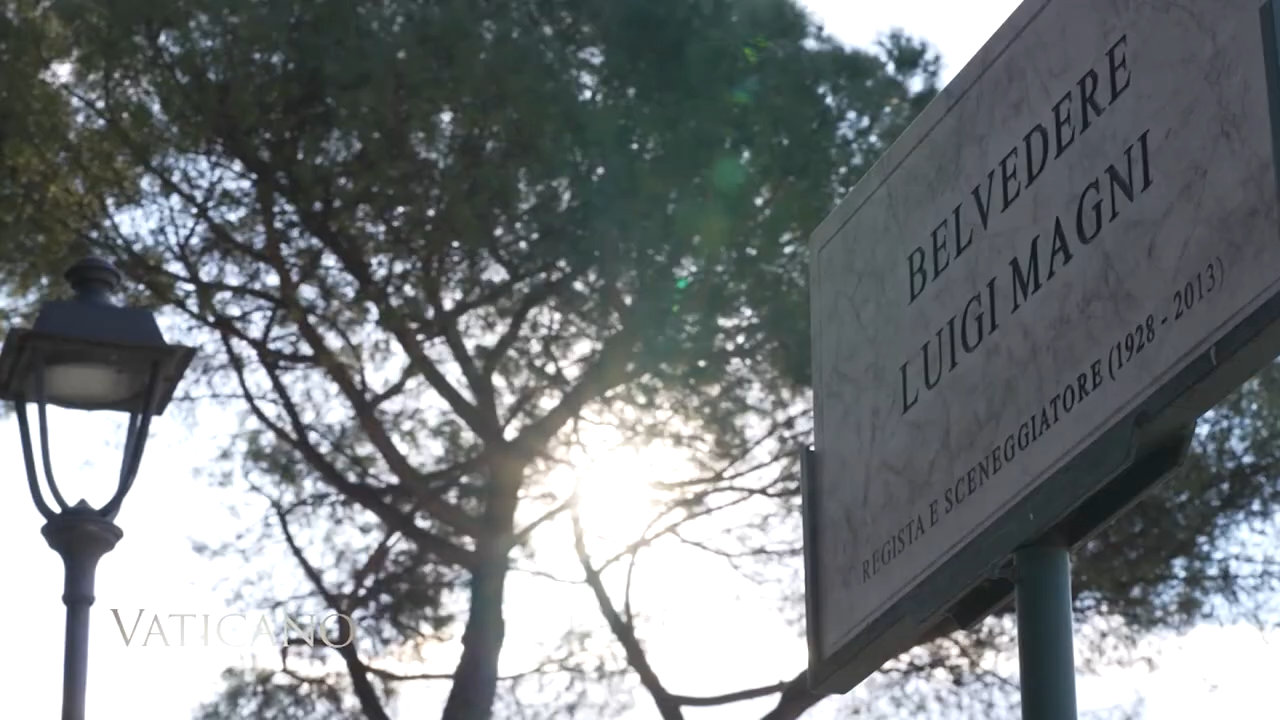 BELVEDERE
LUIGI MAGNI
REGISTA E SCENEGGIATORE (1928 - 2013)
VATICANO